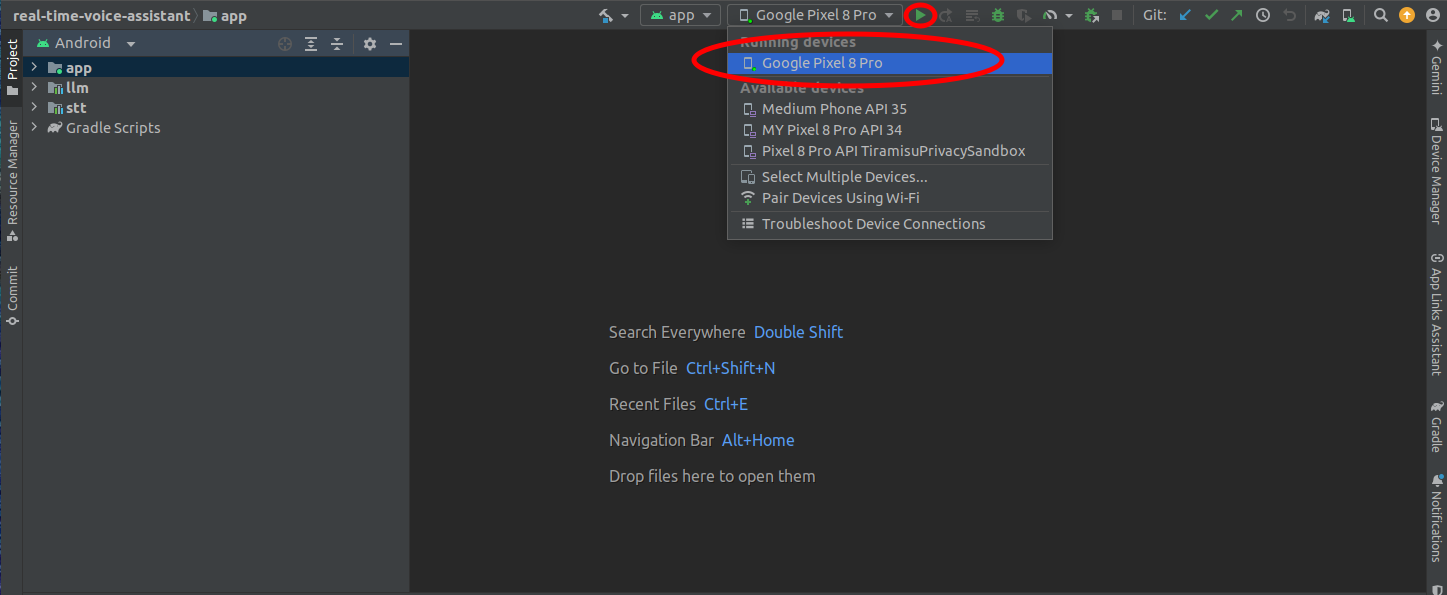 real-time-voice-assistant app
app
Google Pixel 8 Pro
Git:
Project
Android
app
llm
stt
Gradle Scripts
Resource Manager
Commit
Running devices
Google Pixel 8 Pro
Available devices
Medium Phone API 35
MY Pixel 8 Pro API 34
Pixel 8 Pro API TiramisuPrivacySandbox
Select Multiple Devices...
Pair Devices Using Wi-Fi
Troubleshoot Device Connections
Search Everywhere Double Shift
Go to File Ctrl+Shift+N
Recent Files Ctrl+E
Navigation Bar Alt+Home
Drop files here to open them
Gemini
Device Manager
App Links Assistant
Gradle
Notifications